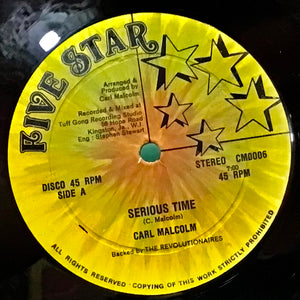 FIVE STAR
Arranged &
Produced by
Carl Malcolm
Recorded & Mixed at
Tuff Gong Recording Studio
56 Hope Road
Kingston, Ja., W.I
Eng : Stephen Stewart
DISCO 45 RPM
SIDE A
STEREO CM0006
7:00
45 RPM
SERIOUS TIME
(C. Malcolm)
CARL MALCOLM
Backed by THE REVOLUTIONAIRES
ALL RIGHTS RESERVED - COPYING OF THIS WORK STRICTLY PROHIBITED